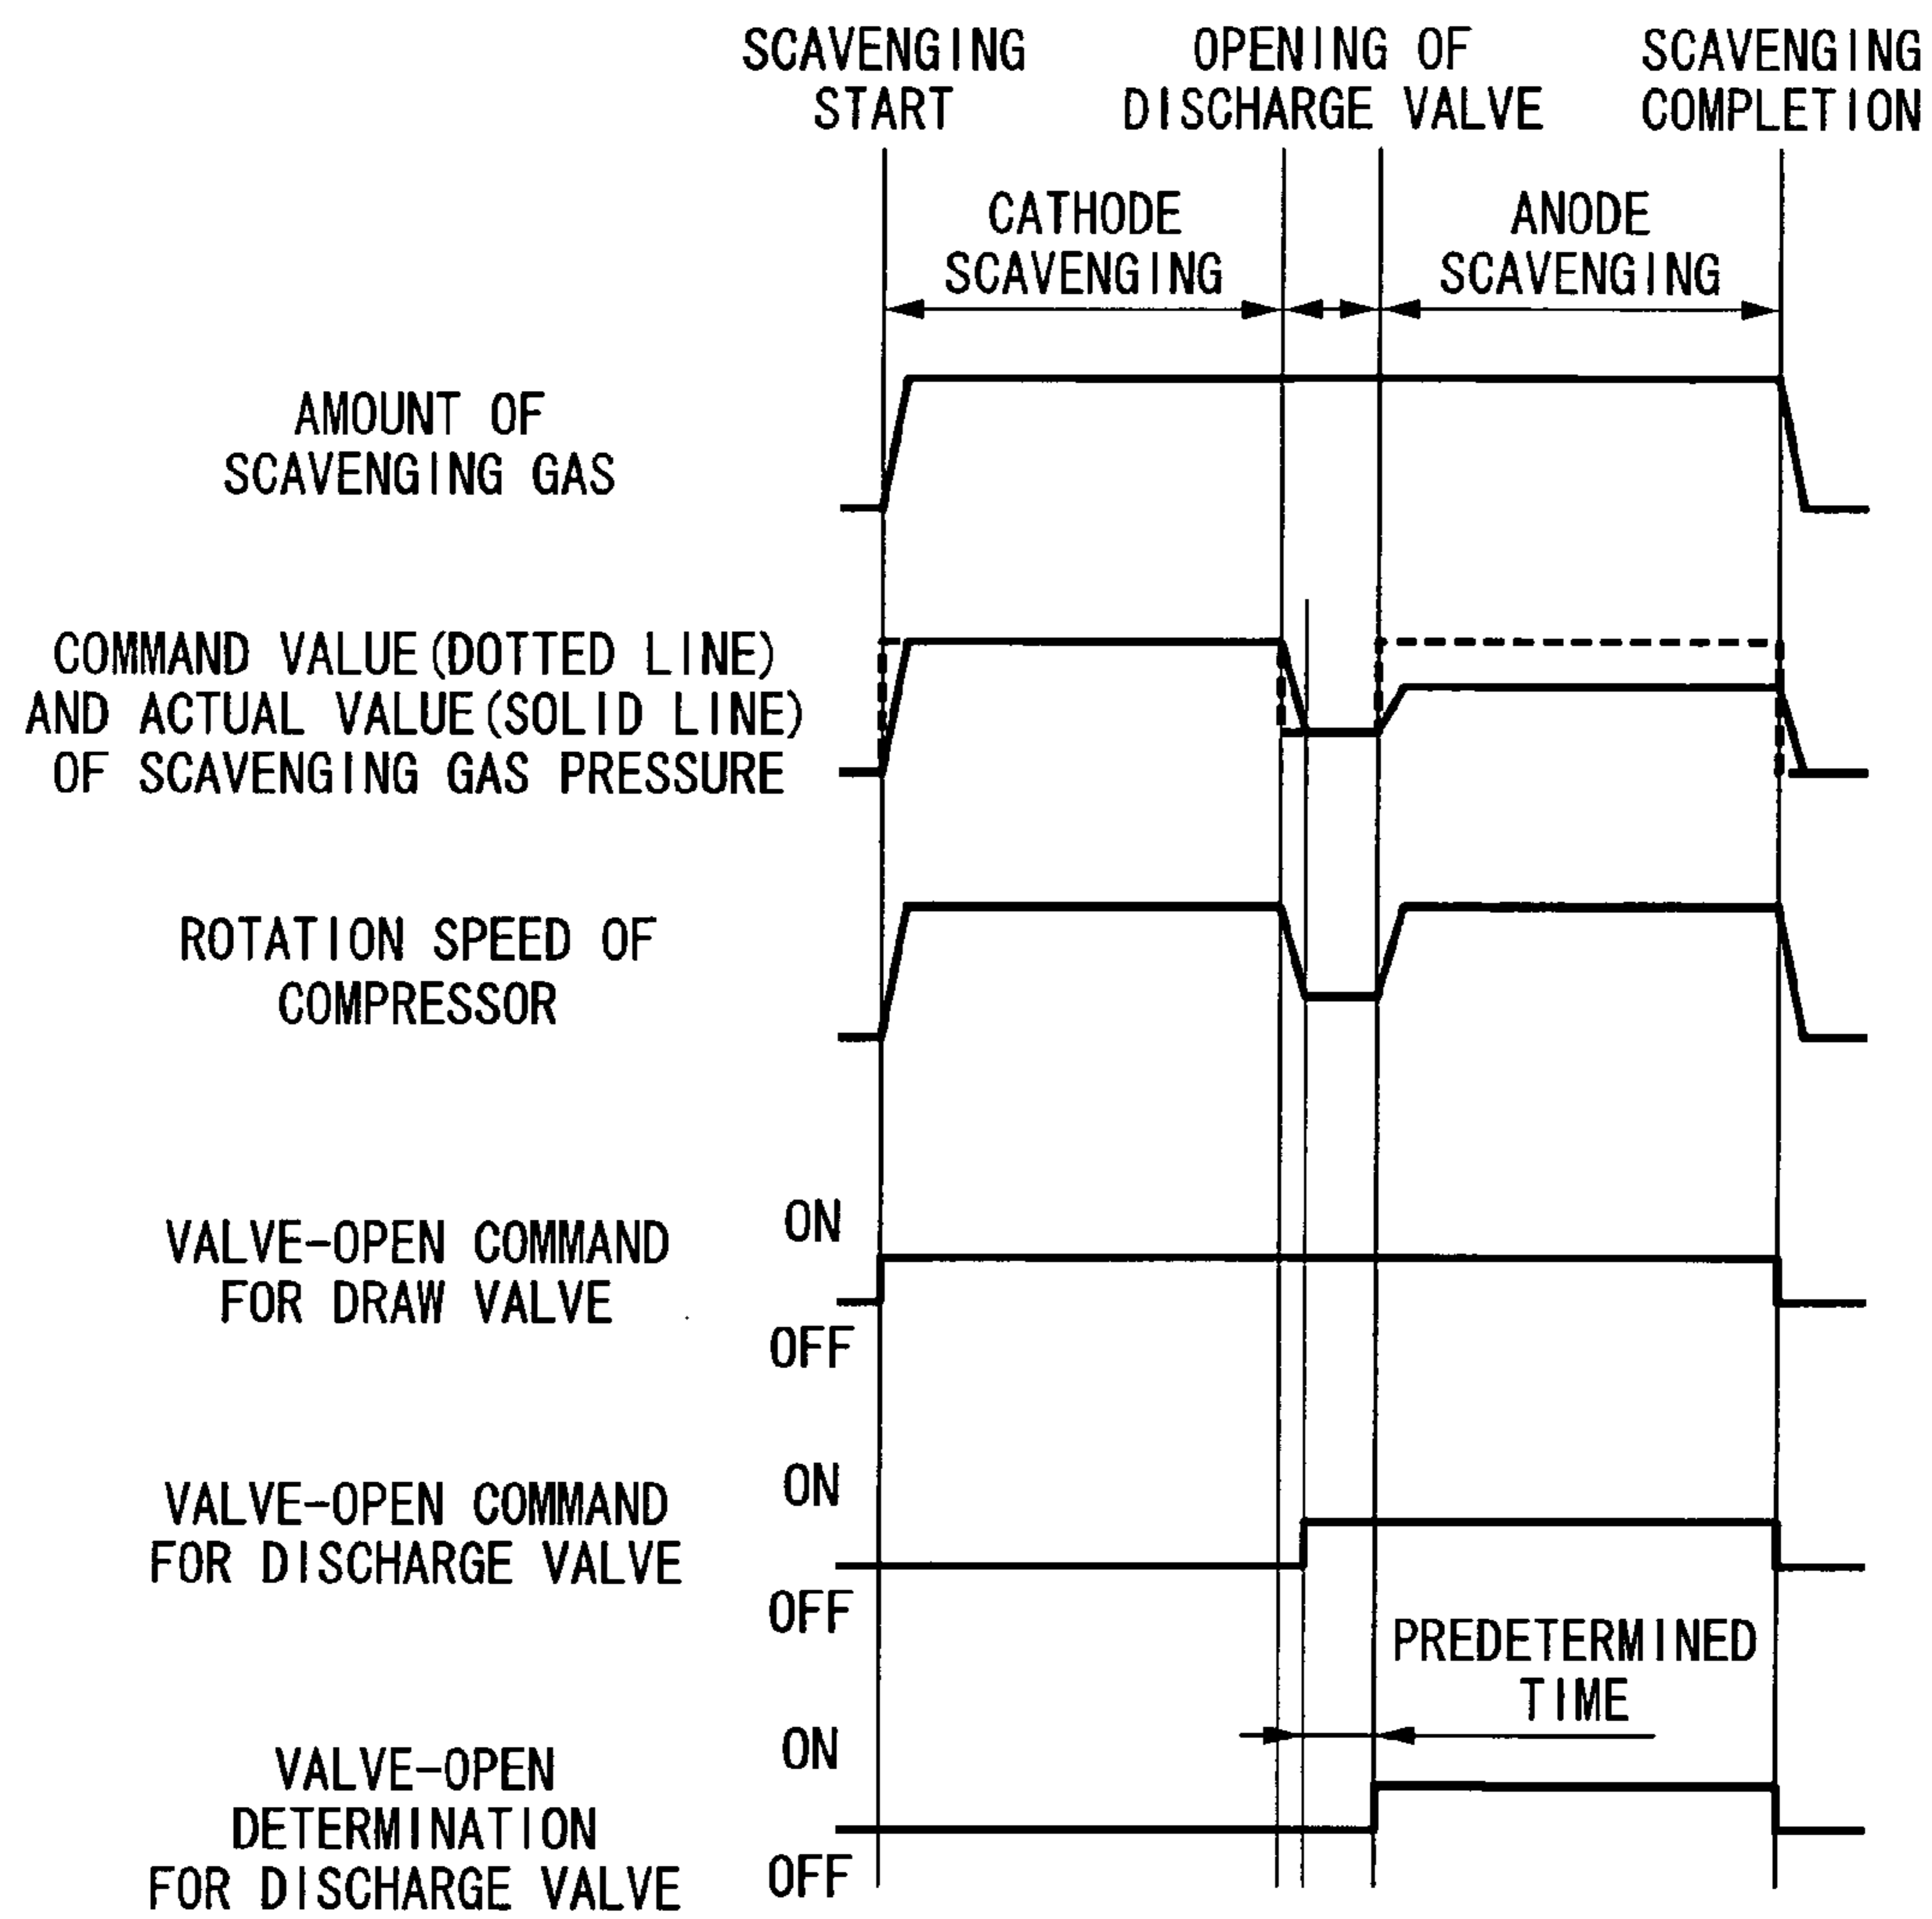 SCAVENGING
START
OPENING OF
DISCHARGE VALVE
SCAVENGING
COMPLETION
CATHODE
SCAVENGING
ANODE
SCAVENGING
AMOUNT OF
SCAVENGING GAS
COMMAND VALUE(DOTTED LINE)
AND ACTUAL VALUE(SOLID LINE)
OF SCAVENGING GAS PRESSURE
ROTATION SPEED OF
COMPRESSOR
VALVE-OPEN COMMAND
FOR DRAW VALVE
ON
OFF
VALVE-OPEN COMMAND
FOR DISCHARGE VALVE
ON
OFF
PREDETERMINED
TIME
VALVE-OPEN
DETERMINATION
FOR DISCHARGE VALVE
ON
OFF